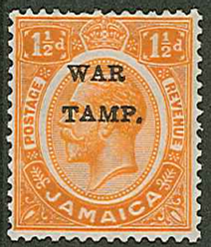 1½d 1½d
WAR
TAMP.
POSTAGE REVENUE
JAMAICA